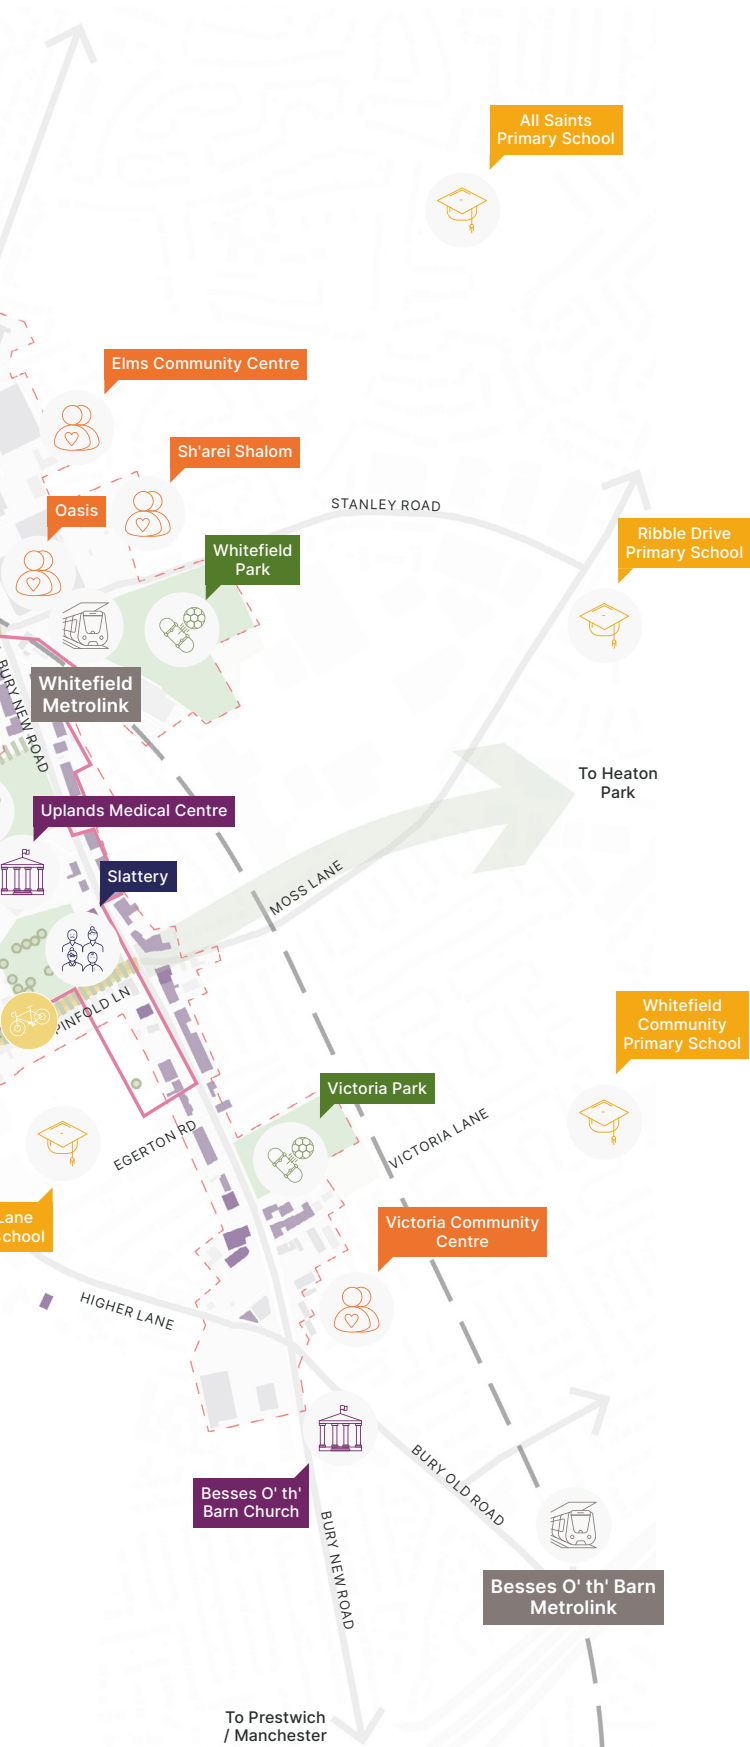 All Saints
Primary School
Elms Community Centre
Sh'arei Shalom
Oasis
STANLEY ROAD
Ribble Drive
Primary School
Whitefield
Park
Whitefield
Metrolink
BURY NEW ROAD
To Heaton
Park
Uplands Medical Centre
Slattery
MOSS LANE
PINFOLD LN
Whitefield
Community
Primary School
Victoria Park
EGERTON RD
VICTORIA LANE
Lane
School
Victoria Community
Centre
HIGHER LANE
BURY OLD ROAD
Besses O' th'
Barn Church
BURY NEW ROAD
Besses O' th' Barn
Metrolink
To Prestwich
/ Manchester